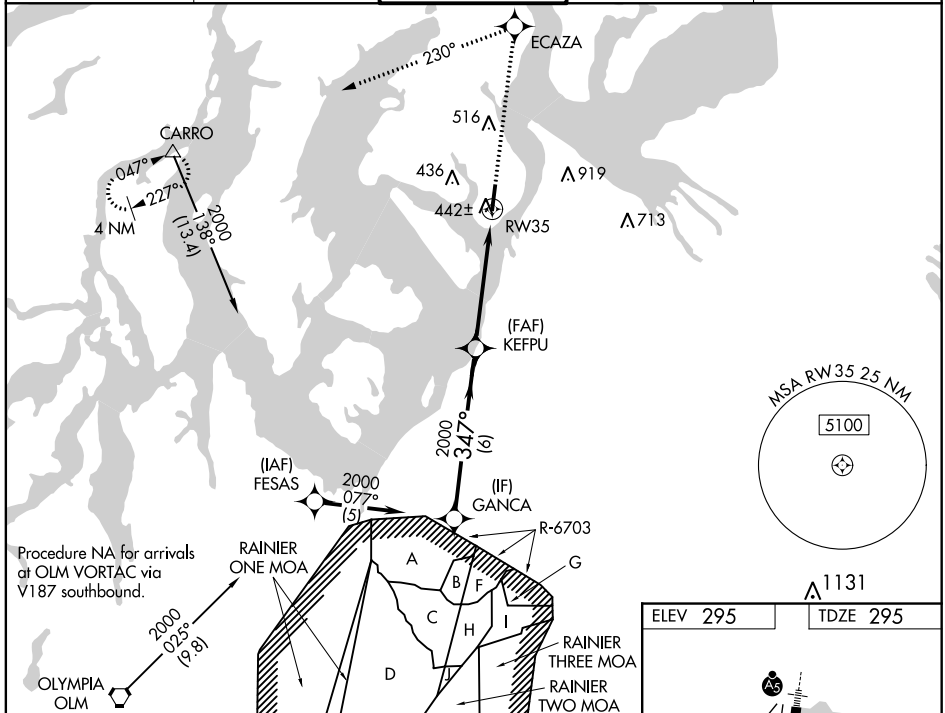 ECAZA
230°
516
CARRO
047°
227°
4 NM
2000
138°
(13.4)
436
919
442±
RW35
713
(FAF)
KEFPU
MSA RW35 25 NM
5100
2000
347°
(6)
(IAF)
FESAS
2000
077°
(5)
(IF)
GANCA
R-6703
Procedure NA for arrivals
at OLM VORTAC via
V187 southbound.
RAINIER
ONE MOA
A
B
F
G
C
H
I
D
J
1131
2000
025°
(9.8)
OLYMPIA
OLM
RAINIER
THREE MOA
RAINIER
TWO MOA
ELEV 295
TDZE 295
A5